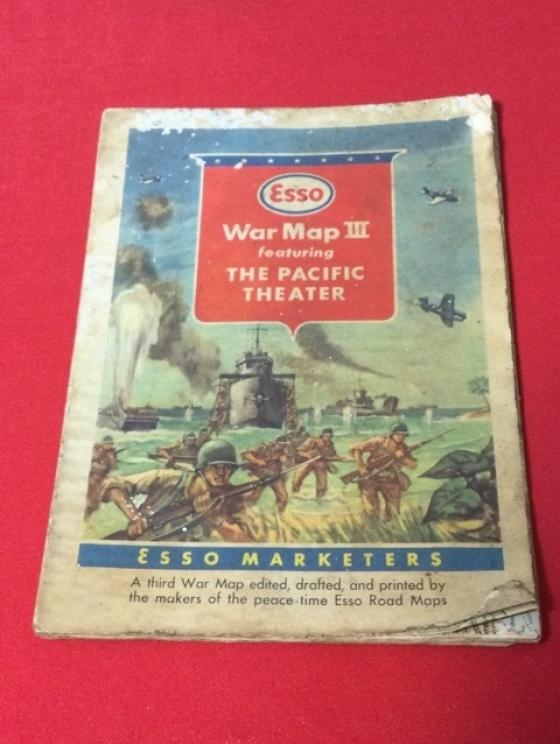 Esso
War Map III
featuring
THE PACIFIC
THEATER
ESSO MARKETERS
A third War Map edited, drafted, and printed by
the makers of the peace-time Esso Road Maps